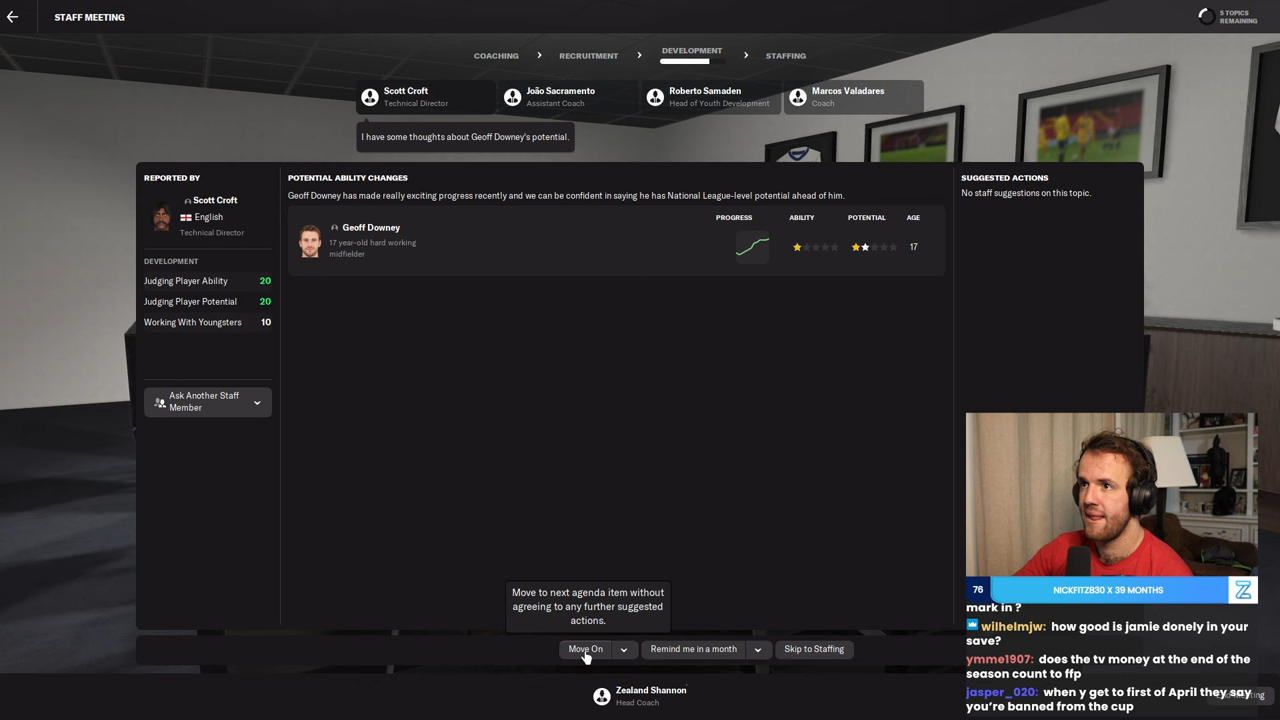 STAFF MEETING
5 TOPICS
REMAINING
COACHING
RECRUITMENT
DEVELOPMENT
STAFFING
Scott Croft
Technical Director
João Sacramento
Assistant Coach
Roberto Samaden
Head of Youth Development
Marcos Valadares
Coach
I have some thoughts about Geoff Downey's potential.
REPORTED BY
Scott Croft
English
Technical Director
DEVELOPMENT
Judging Player Ability 20
Judging Player Potential 20
Working With Youngsters 10
Ask Another Staff
Member
POTENTIAL ABILITY CHANGES
Geoff Downey has made really exciting progress recently and we can be confident in saying he has National League-level potential ahead of him.
PROGRESS ABILITY POTENTIAL AGE
Geoff Downey
17 year-old hard working
midfielder
17
SUGGESTED ACTIONS
No staff suggestions on this topic.
Move to next agenda item without
agreeing to any further suggested
actions.
Move On
Remind me in a month
Skip to Staffing
Zealand Shannon
Head Coach
76
NICKFITZB30 X 39 MONTHS
Z
mark in ?
wilhelmjw: how good is jamie donely in your
save?
ymme1907: does the tv money at the end of the
season count to ffp
jasper_020: when y get to first of April they say
you're banned from the cup